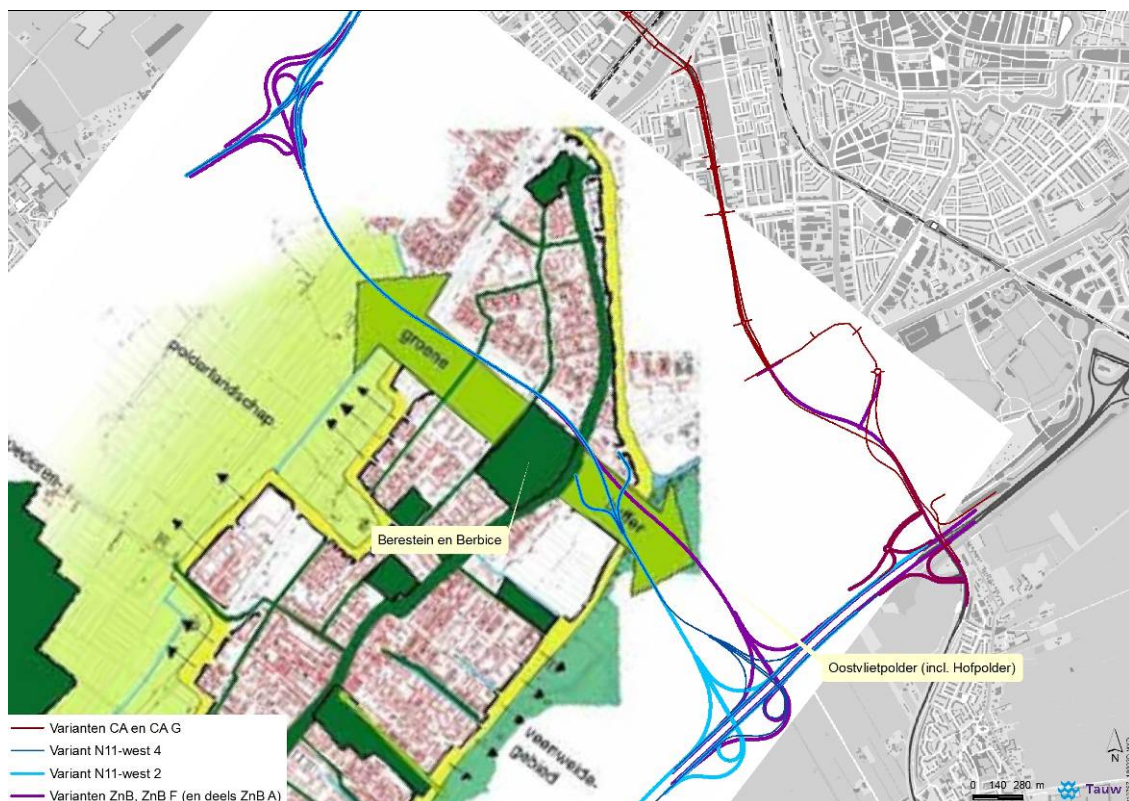 polderlandschap
groene
Berestein en Berbice
Oostvlietpolder (incl. Hofpolder)
veenweide-
gebied
Varianten CA en CA G
Variant N11-west 4
Variant N11-west 2
Varianten ZnB, ZnB F (en deels ZnB A)
N
0 140 280 m
Tauw